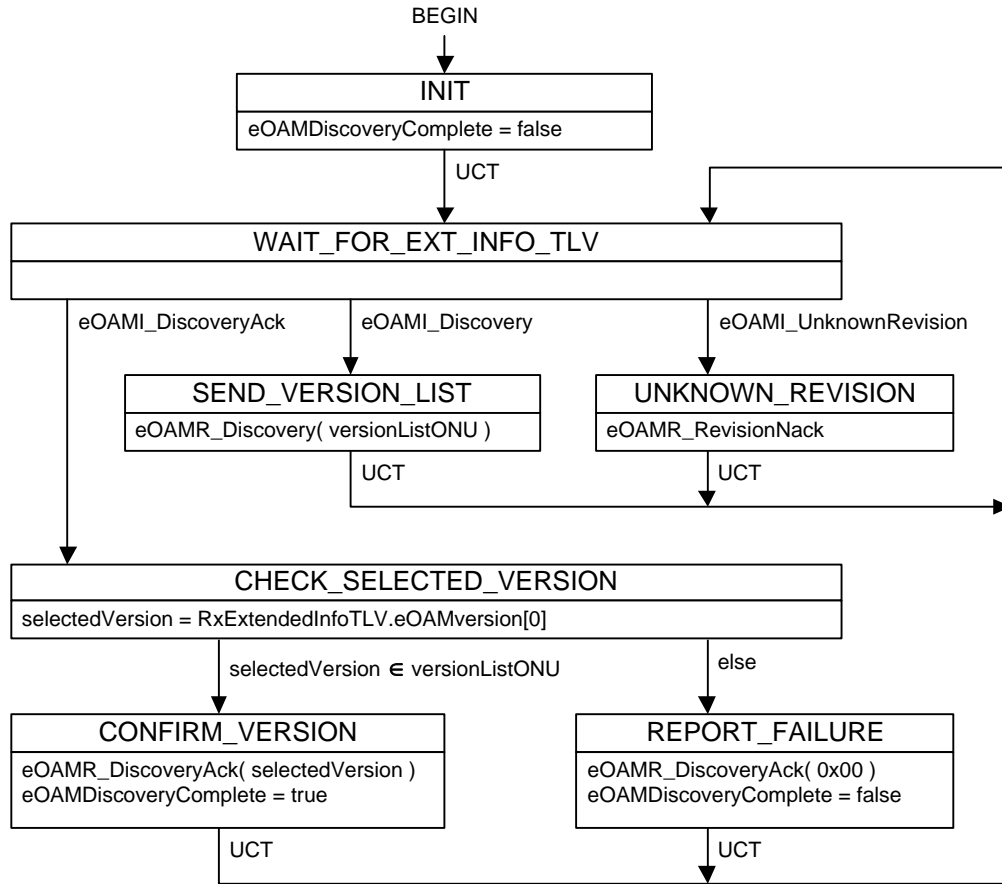 BEGIN
INIT
eOAMDiscoveryComplete = false
UCT
WAIT_FOR_EXT_INFO_TLV
eOAMI_DiscoveryAck
eOAMI_Discovery
eOAMI_UnknownRevision
SEND_VERSION_LIST
eOAMR_Discovery( versionListONU )
UCT
UNKNOWN_REVISION
eOAMR_RevisionNack
UCT
CHECK_SELECTED_VERSION
selectedVersion = RxExtendedInfoTLV.eOAMversion[0]
selectedVersion ∈ versionListONU
else
CONFIRM_VERSION
eOAMR_DiscoveryAck( selectedVersion )
eOAMDiscoveryComplete = true
UCT
REPORT_FAILURE
eOAMR_DiscoveryAck( 0x00 )
eOAMDiscoveryComplete = false
UCT